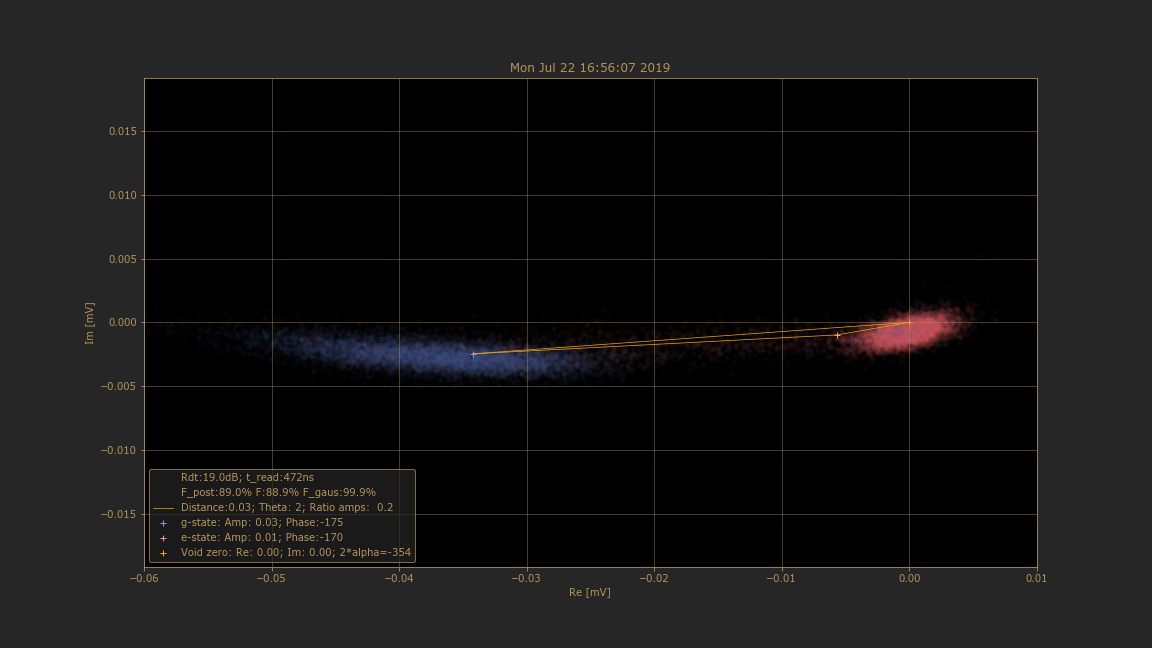 Mon Jul 22 16:56:07 2019
0.015
0.010
0.005
0.000
−0.005
−0.010
−0.015
Im [mV]
Rdt:19.0dB; t_read:472ns
F_post:89.0% F:88.9% F_gaus:99.9%
Distance:0.03; Theta: 2; Ratio amps:  0.2
g-state: Amp: 0.03; Phase:-175
e-state: Amp: 0.01; Phase:-170
Void zero: Re: 0.00; Im: 0.00; 2*alpha=-354
−0.06 −0.05 −0.04 −0.03 −0.02 −0.01 0.00 0.01
Re [mV]